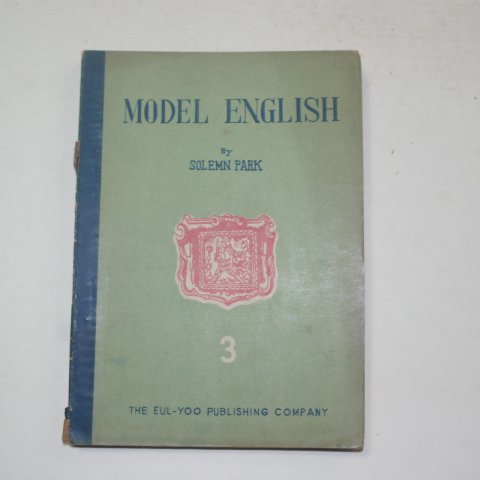 MODEL ENGLISH
By
SOLEMN PARK
3
THE EUL-YOO PUBLISHING COMPANY